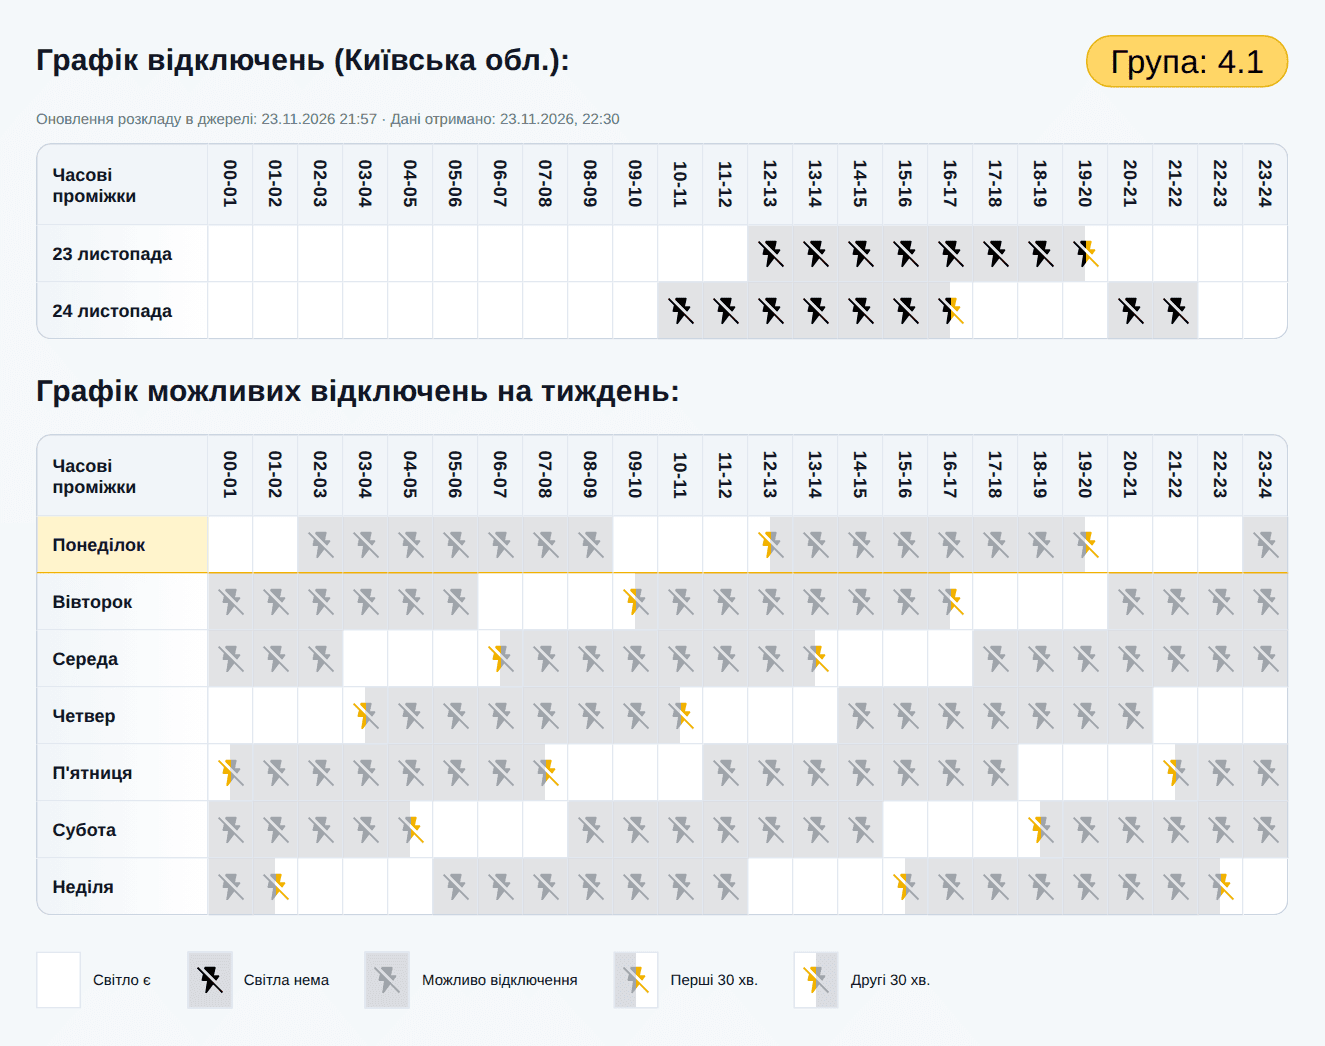 Графік відключень (Київська обл.):
Група: 4.1
Оновлення розкладу в джерелі: 23.11.2026 21:57 · Дані отримано: 23.11.2026, 22:30
Часові проміжки 00-01 01-02 02-03 03-04 04-05 05-06 06-07 07-08 08-09 09-10 10-11 11-12 12-13 13-14 14-15 15-16 16-17 17-18 18-19 19-20 20-21 21-22 22-23 23-24
23 листопада
24 листопада
Графік можливих відключень на тиждень:
Часові проміжки 00-01 01-02 02-03 03-04 04-05 05-06 06-07 07-08 08-09 09-10 10-11 11-12 12-13 13-14 14-15 15-16 16-17 17-18 18-19 19-20 20-21 21-22 22-23 23-24
Понеділок
Вівторок
Середа
Четвер
П'ятниця
Субота
Неділя
Світло є Світла нема Можливо відключення Перші 30 хв. Другі 30 хв.